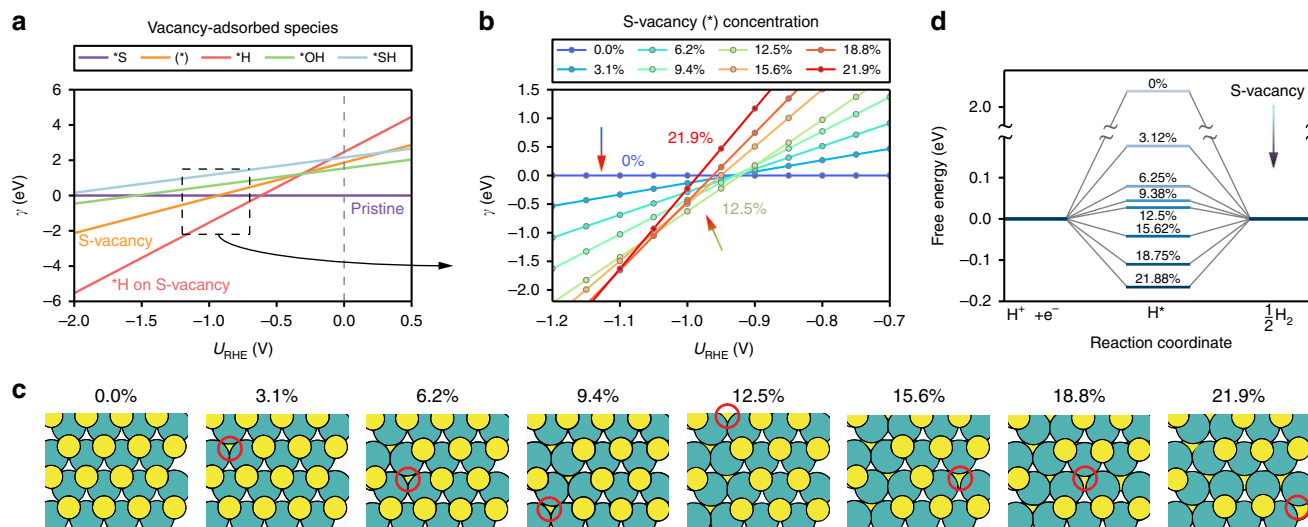 a
Vacancy-adsorbed species
*S (*) *H *OH *SH
6
4
2
0
−2
−4
−6
γ (eV)
Pristine
S-vacancy
*H on S-vacancy
−2.0 −1.5 −1.0 −0.5 0.0 0.5
U_RHE (V)
b
S-vacancy (*) concentration
0.0% 6.2% 12.5% 18.8%
3.1% 9.4% 15.6% 21.9%
1.5
1.0
0.5
0.0
−0.5
−1.0
−1.5
−2.0
γ (eV)
21.9%
0%
12.5%
−1.2 −1.1 −1.0 −0.9 −0.8 −0.7
U_RHE (V)
d
2.0
0.1
0.0
−0.1
−0.2
Free energy (eV)
S-vacancy
0%
3.12%
6.25%
9.38%
12.5%
15.62%
18.75%
21.88%
H⁺ +e⁻ H* ½H₂
Reaction coordinate
c
0.0% 3.1% 6.2% 9.4% 12.5% 15.6% 18.8% 21.9%